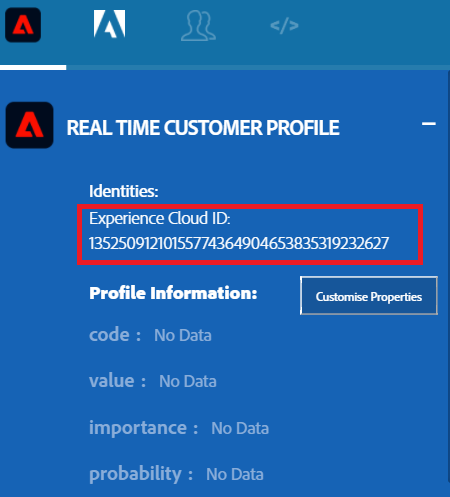 </>
REAL TIME CUSTOMER PROFILE
Identities:
Experience Cloud ID:
13525091210155774364904653835319232627
Profile Information:
Customise Properties
code : No Data
value : No Data
importance : No Data
probability : No Data